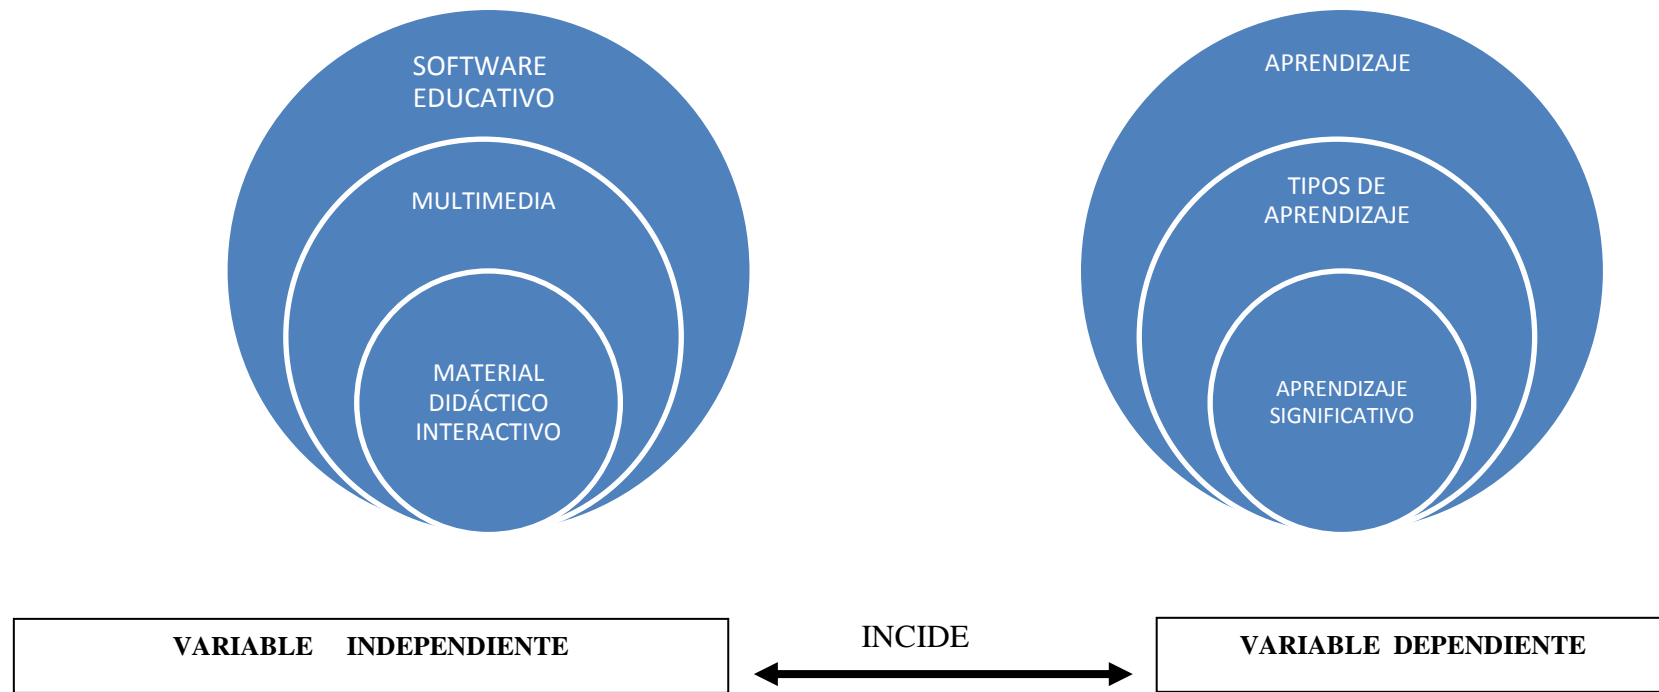 SOFTWARE
EDUCATIVO
MULTIMEDIA
MATERIAL
DIDÁCTICO
INTERACTIVO
APRENDIZAJE
TIPOS DE
APRENDIZAJE
APRENDIZAJE
SIGNIFICATIVO
VARIABLE INDEPENDIENTE
INCIDE
VARIABLE DEPENDIENTE